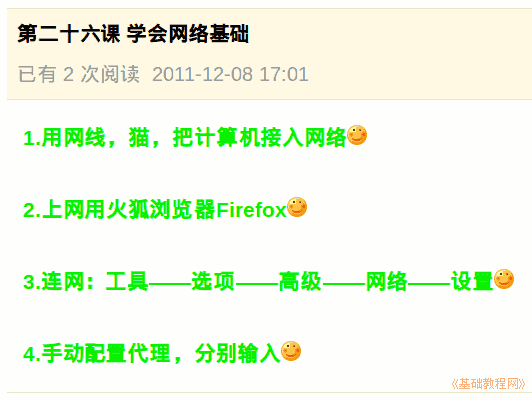 第二十六课 学会网络基础
已有 2 次阅读 2011-12-08 17:01
1.用网线，猫，把计算机接入网络
2.上网用火狐浏览器Firefox
3.连网：工具——选项——高级——网络——设置
4.手动配置代理，分别输入
《基础教程网》